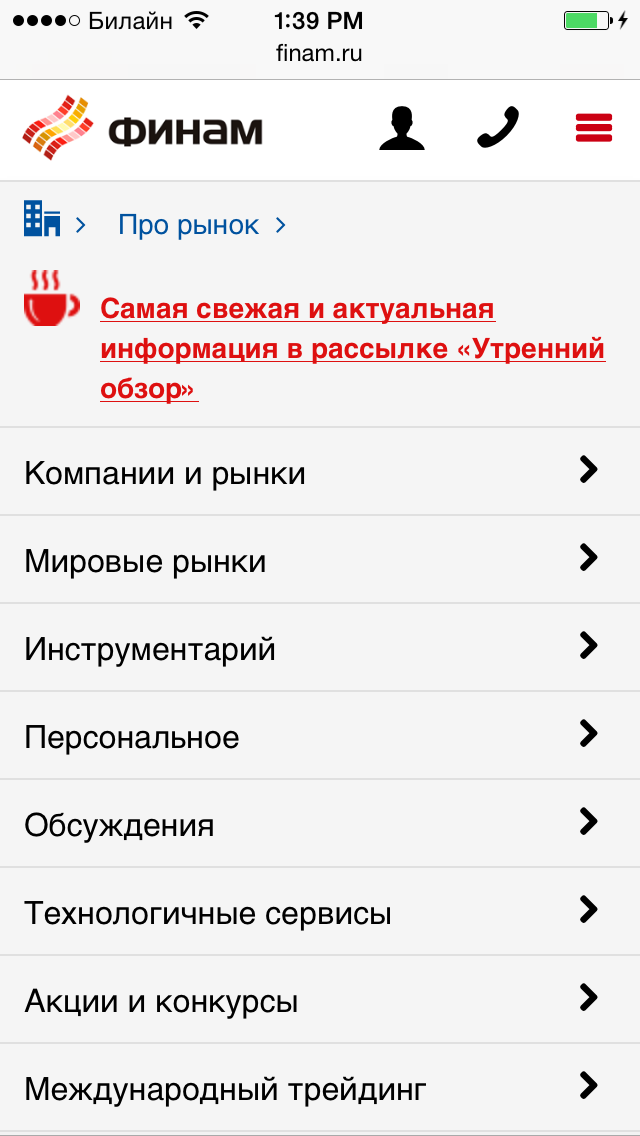 Билайн 1:39 PM
finam.ru
Финам
Про рынок
Самая свежая и актуальная
информация в рассылке «Утренний
обзор»
Компании и рынки
Мировые рынки
Инструментарий
Персональное
Обсуждения
Технологичные сервисы
Акции и конкурсы
Международный трейдинг